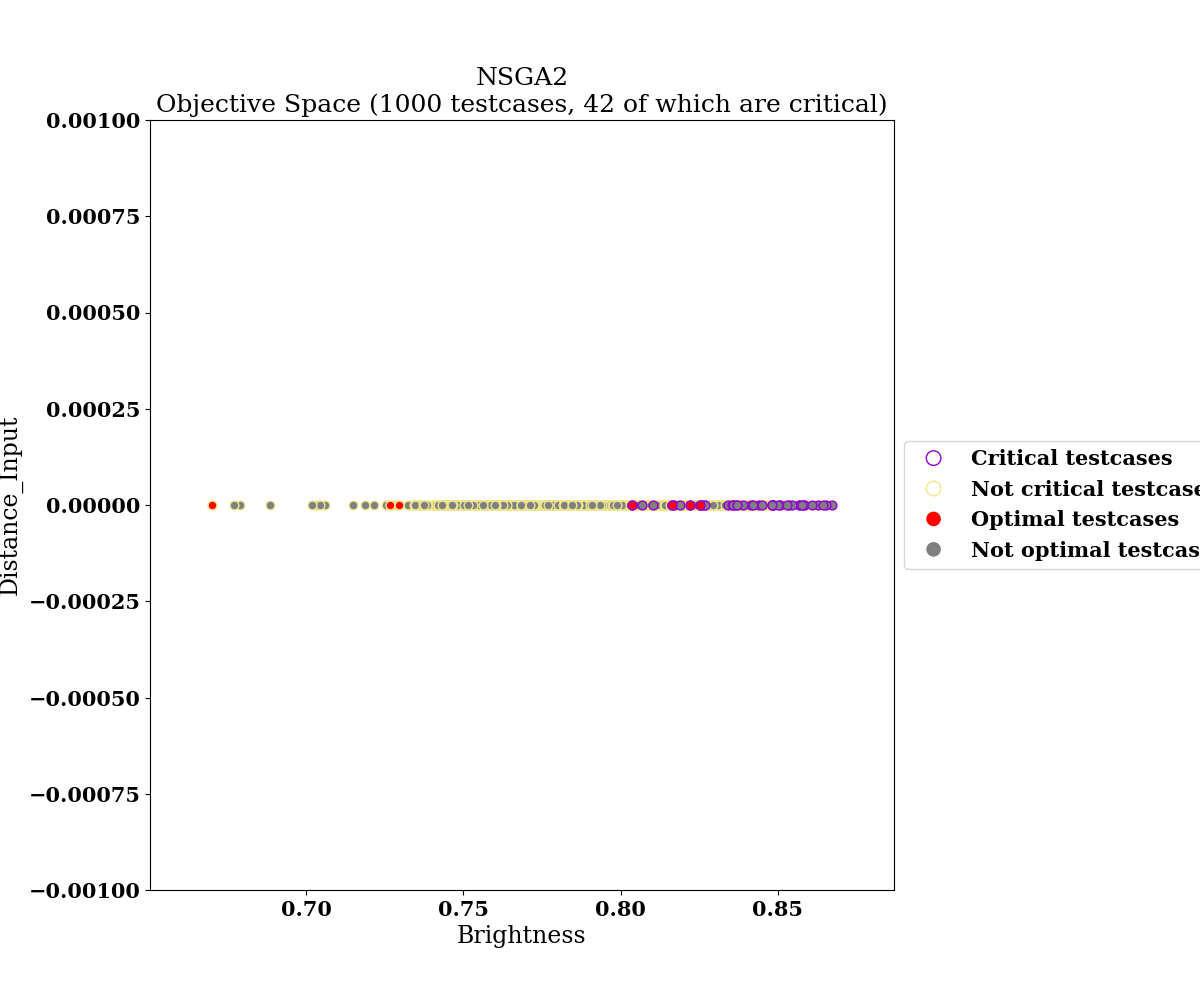 NSGA2
Objective Space (1000 testcases, 42 of which are critical)
0.00100
0.00075
0.00050
0.00025
0.00000
−0.00025
−0.00050
−0.00075
−0.00100
Distance_Input
0.70 0.75 0.80 0.85
Brightness
Critical testcases
Not critical testcase
Optimal testcases
Not optimal testcas